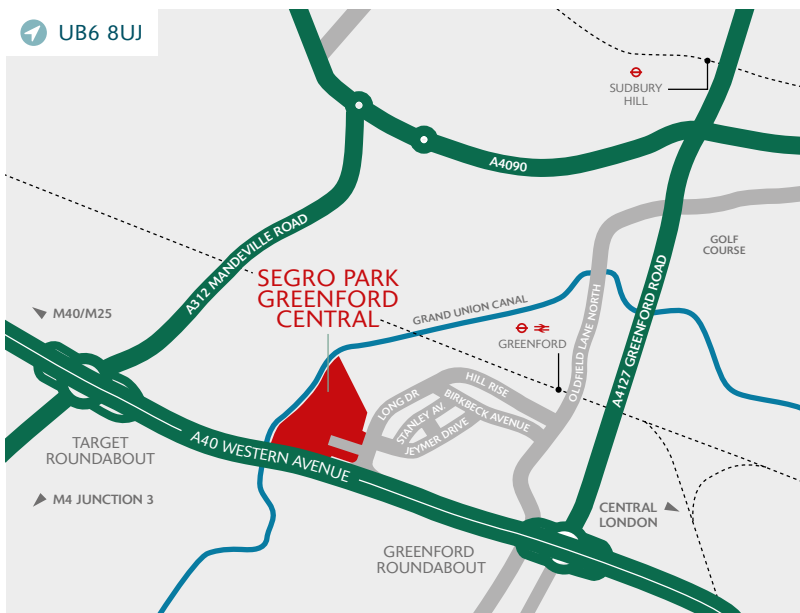 UB6 8UJ
SUDBURY
HILL
A4090
A312 MANDEVILLE ROAD
GOLF
COURSE
SEGRO PARK
GREENFORD
CENTRAL
M40/M25
GRAND UNION CANAL
GREENFORD
OLDFIELD LANE NORTH
A4127 GREENFORD ROAD
HILL RISE
LONG DR
STANLEY AV.
BIRKBECK AVENUE
JEYMER DRIVE
TARGET
ROUNDABOUT
A40 WESTERN AVENUE
M4 JUNCTION 3
CENTRAL
LONDON
GREENFORD
ROUNDABOUT